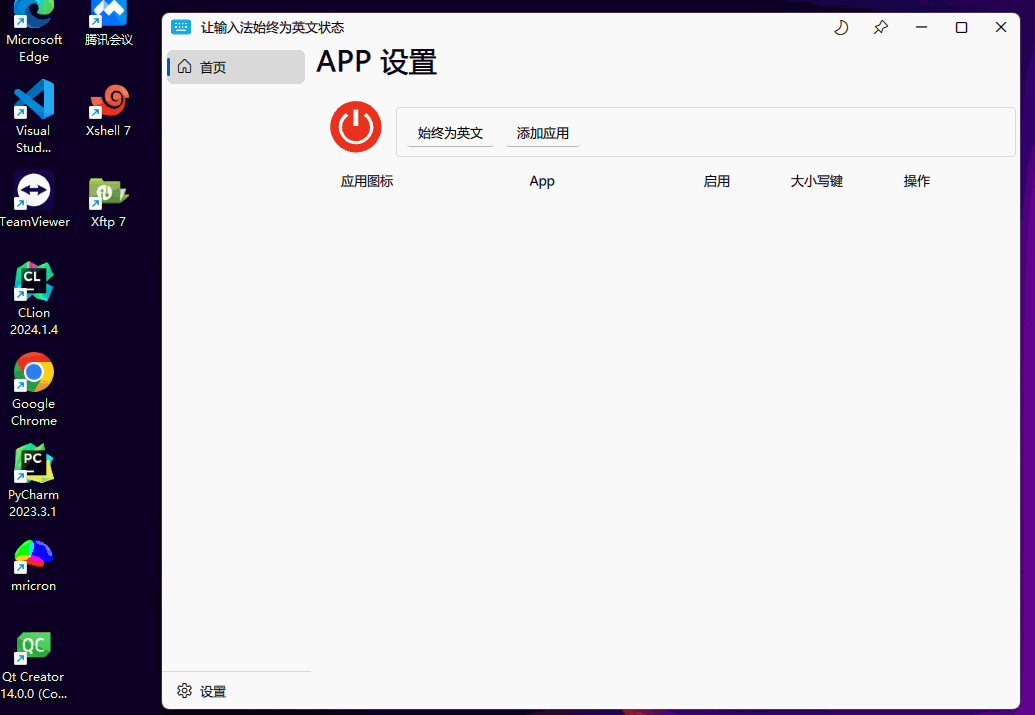 Microsoft
Edge
腾讯会议
Visual
Stud...
Xshell 7
TeamViewer
Xftp 7
CL
CLion
2024.1.4
Google
Chrome
PC
PyCharm
2023.3.1
mricron
QC
Qt Creator
14.0.0 (Co...
让输入法始终为英文状态
首页
APP 设置
始终为英文
添加应用
应用图标
App
启用
大小写键
操作
设置